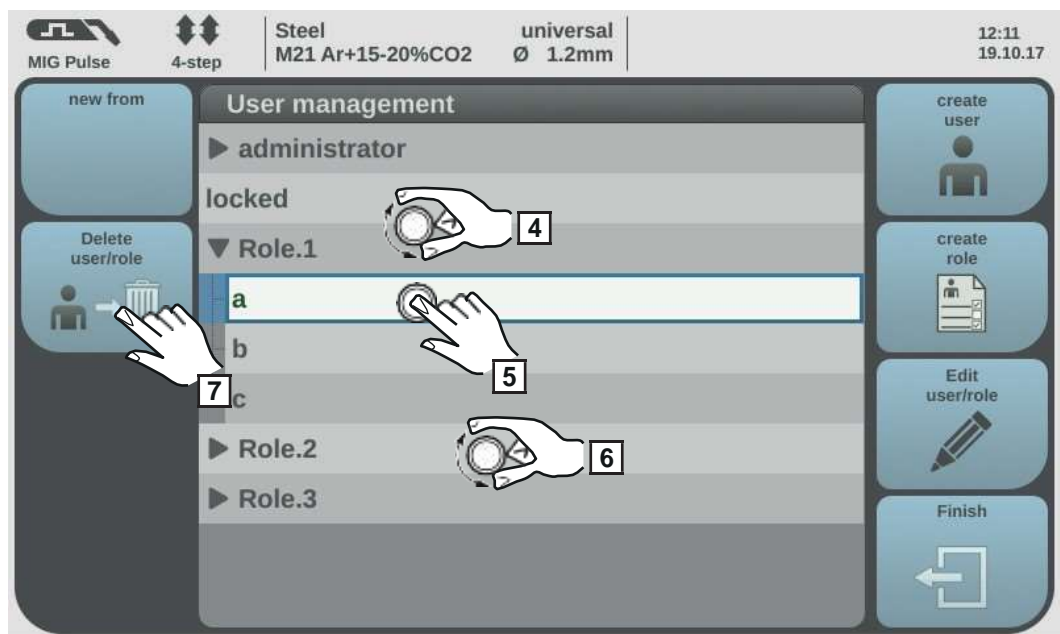 Steel universal 12:11
MIG Pulse 4-step M21 Ar+15-20%CO2 Ø 1.2mm 19.10.17
new from
User management
create
user
administrator
locked
4
Delete
user/role
Role.1
create
role
a
b
5
7
c
Edit
user/role
Role.2
6
Role.3
Finish